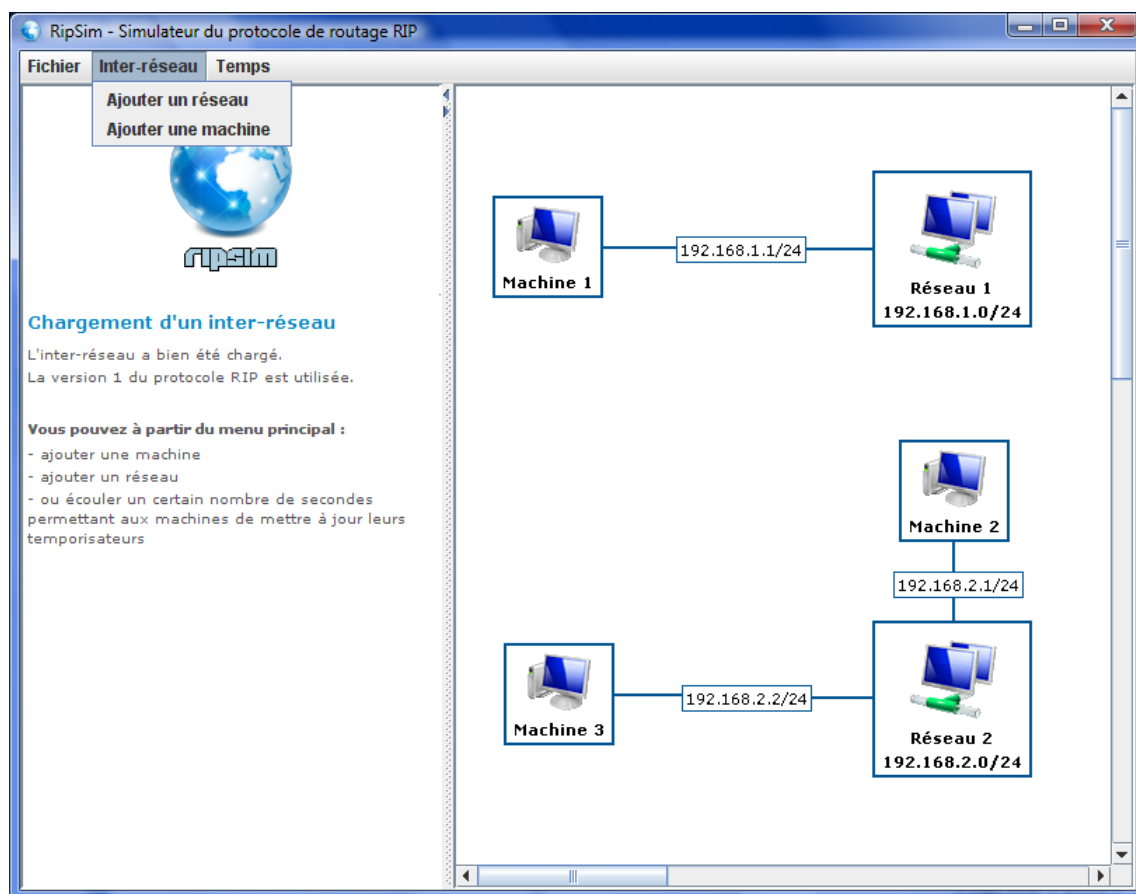 RipSim - Simulateur du protocole de routage RIP
Fichier Inter-réseau Temps
Ajouter un réseau
Ajouter une machine
ripsim
Chargement d'un inter-réseau
L'inter-réseau a bien été chargé.
La version 1 du protocole RIP est utilisée.
Vous pouvez à partir du menu principal :
- ajouter une machine
- ajouter un réseau
- ou écouler un certain nombre de secondes
permettant aux machines de mettre à jour leurs
temporisateurs
Machine 1
192.168.1.1/24
Réseau 1
192.168.1.0/24
Machine 2
192.168.2.1/24
Machine 3
192.168.2.2/24
Réseau 2
192.168.2.0/24